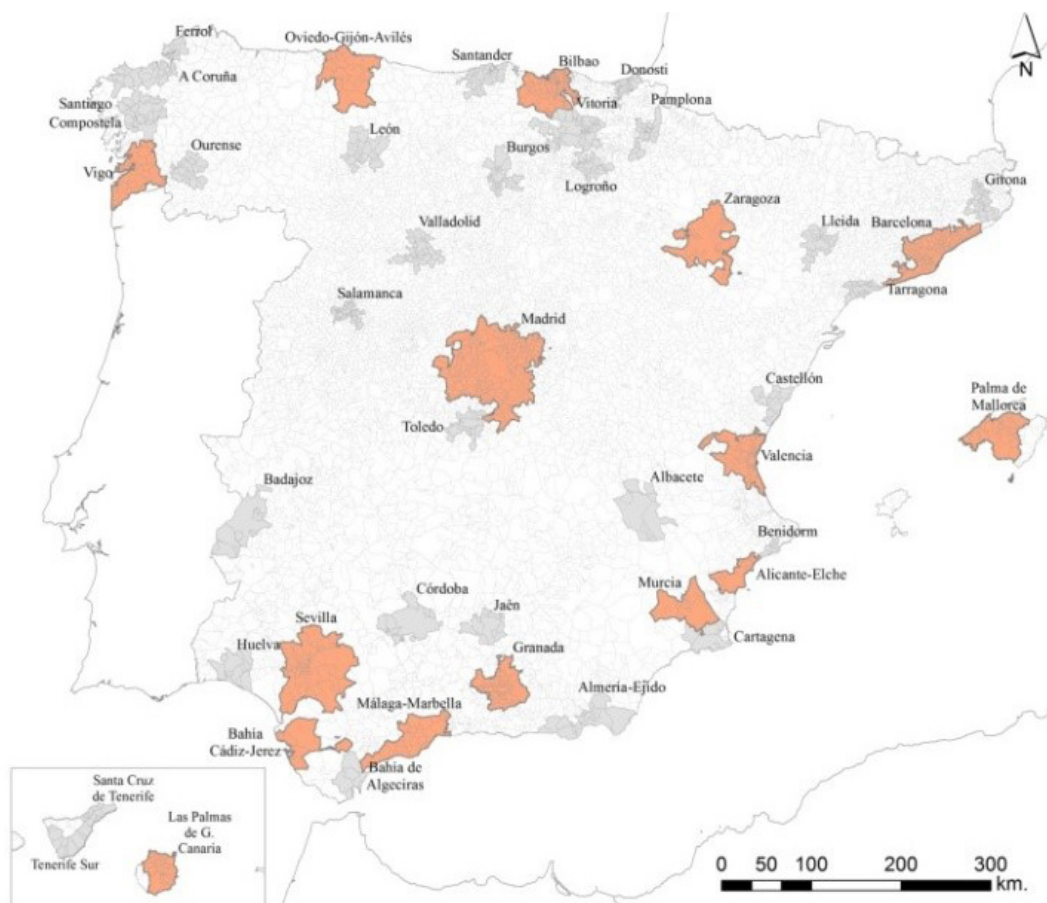 Ferrol
Oviedo-Gijón-Avilés
Santander
Bilbao
Donosti
A Coruña
N
Santiago
Compostela
Vitoria
Pamplona
León
Burgos
Ourense
Vigo
Logroño
Girona
Zaragoza
Valladolid
Lleida
Barcelona
Salamanca
Tarragona
Madrid
Castellón
Palma de
Mallorca
Toledo
Valencia
Badajoz
Albacete
Benidorm
Alicante-Elche
Murcia
Córdoba
Jaén
Sevilla
Cartagena
Huelva
Granada
Almería-Ejido
Málaga-Marbella
Bahía
Cádiz-Jerez
Bahía de
Algeciras
Santa Cruz
de Tenerife
Las Palmas
de G.
Canaria
Tenerife Sur
0 50 100 200 300
km.